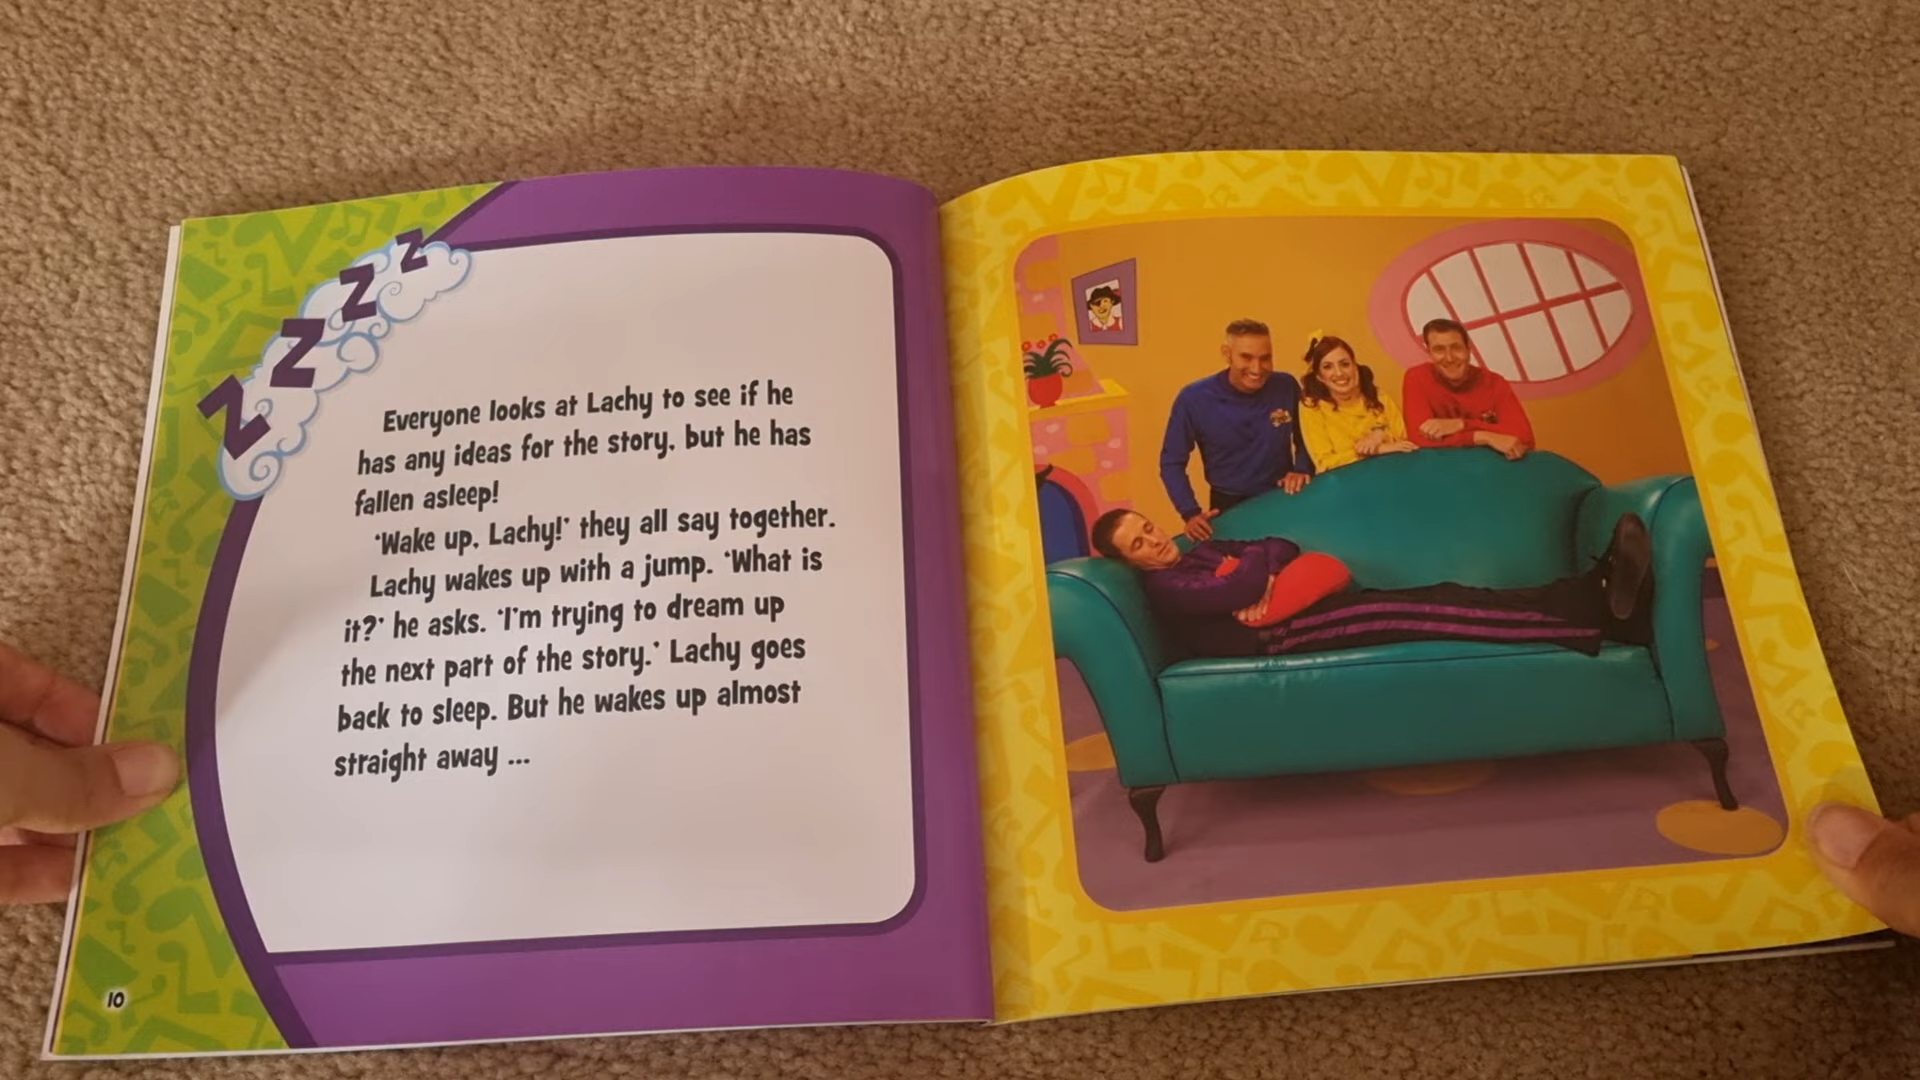 Z Z Z Z
Everyone looks at Lachy to see if he
has any ideas for the story, but he has
fallen asleep!
'Wake up, Lachy!' they all say together.
Lachy wakes up with a jump. 'What is
it?' he asks. 'I'm trying to dream up
the next part of the story.' Lachy goes
back to sleep. But he wakes up almost
straight away ...
10